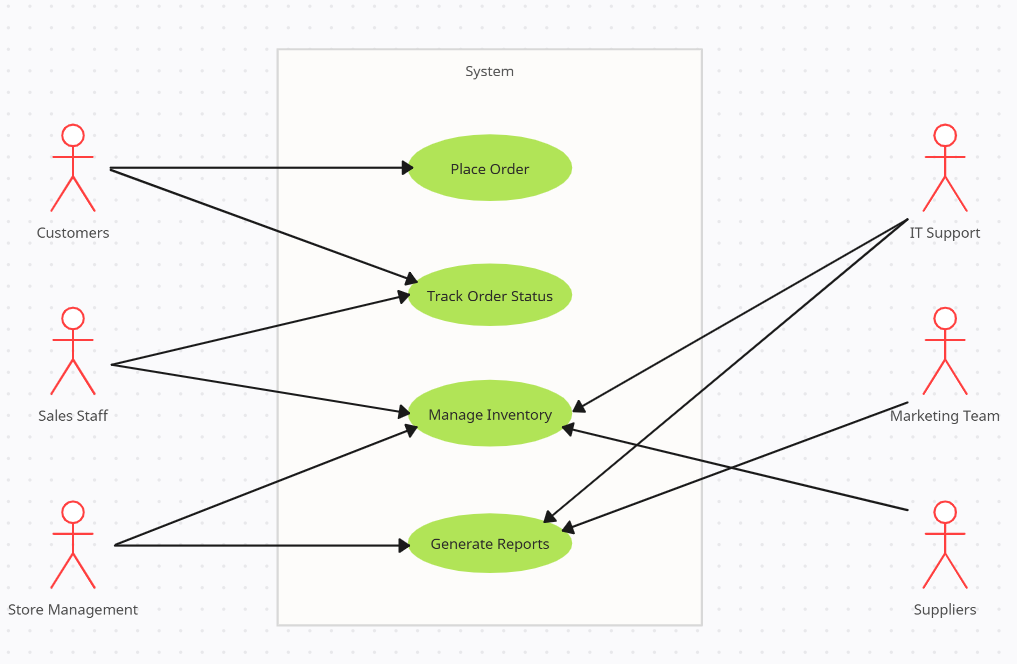 System
Place Order
Customers
IT Support
Track Order Status
Sales Staff
Manage Inventory
Marketing Team
Generate Reports
Store Management
Suppliers